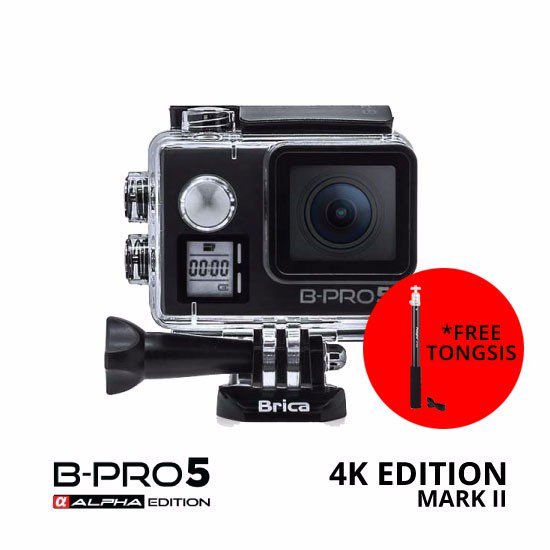 00:00
B-PRO5
*FREE
TONGSIS
Brica
B-PRO5
α ALPHA EDITION
4K EDITION
MARK II